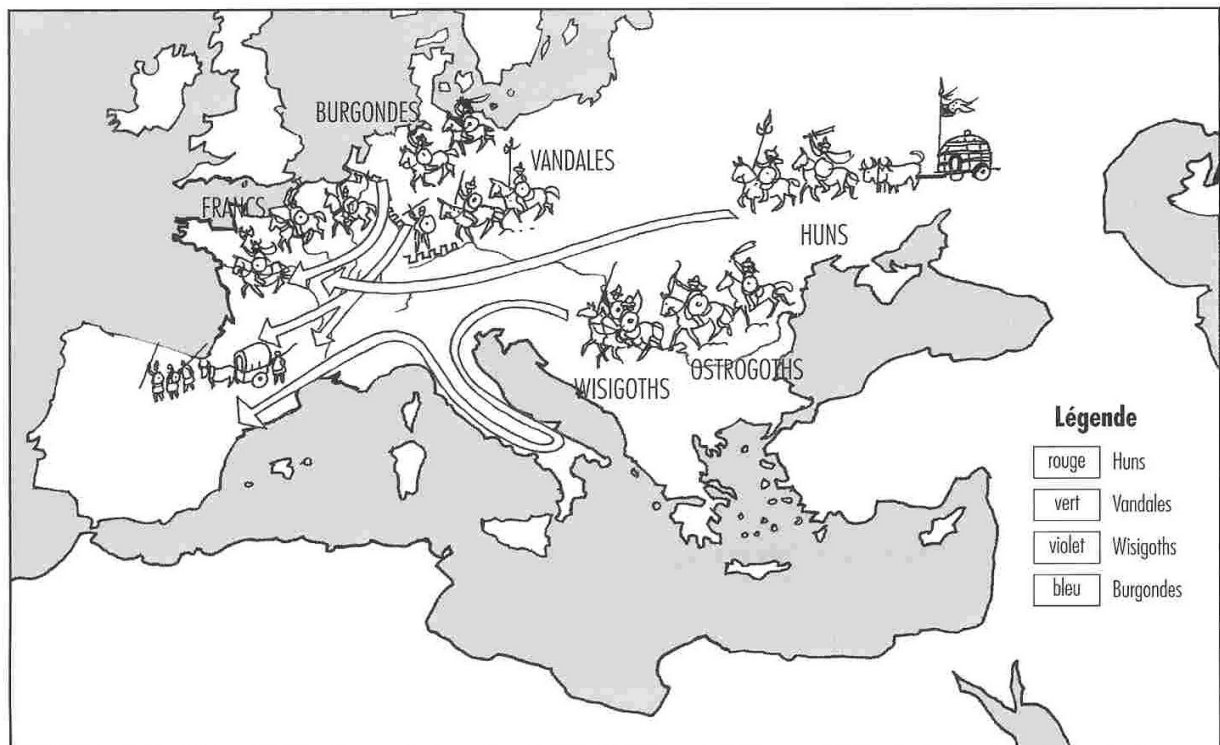 BURGONDES
VANDALES
FRANCS
HUNS
WISIGOTHS
OSTROGOTHS
Légende
rouge Huns
vert Vandales
violet Wisigoths
bleu Burgondes